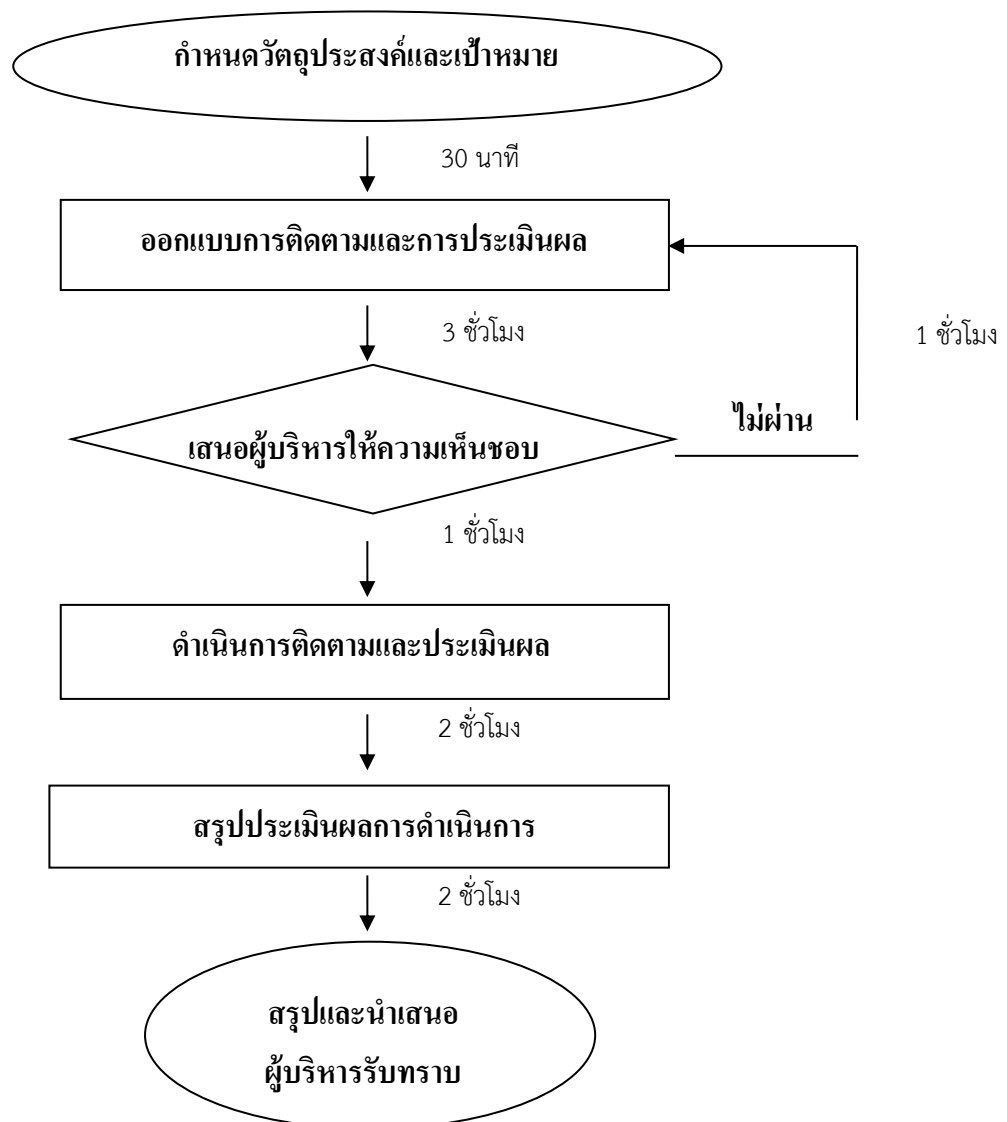 กำหนดวัตถุประสงค์และเป้าหมาย
30 นาที
ออกแบบการติดตามและการประเมินผล
3 ชั่วโมง
1 ชั่วโมง
ไม่ผ่าน
เสนอผู้บริหารให้ความเห็นชอบ
1 ชั่วโมง
ดำเนินการติดตามและประเมินผล
2 ชั่วโมง
สรุปประเมินผลการดำเนินการ
2 ชั่วโมง
สรุปและนำเสนอ
ผู้บริหารรับทราบ